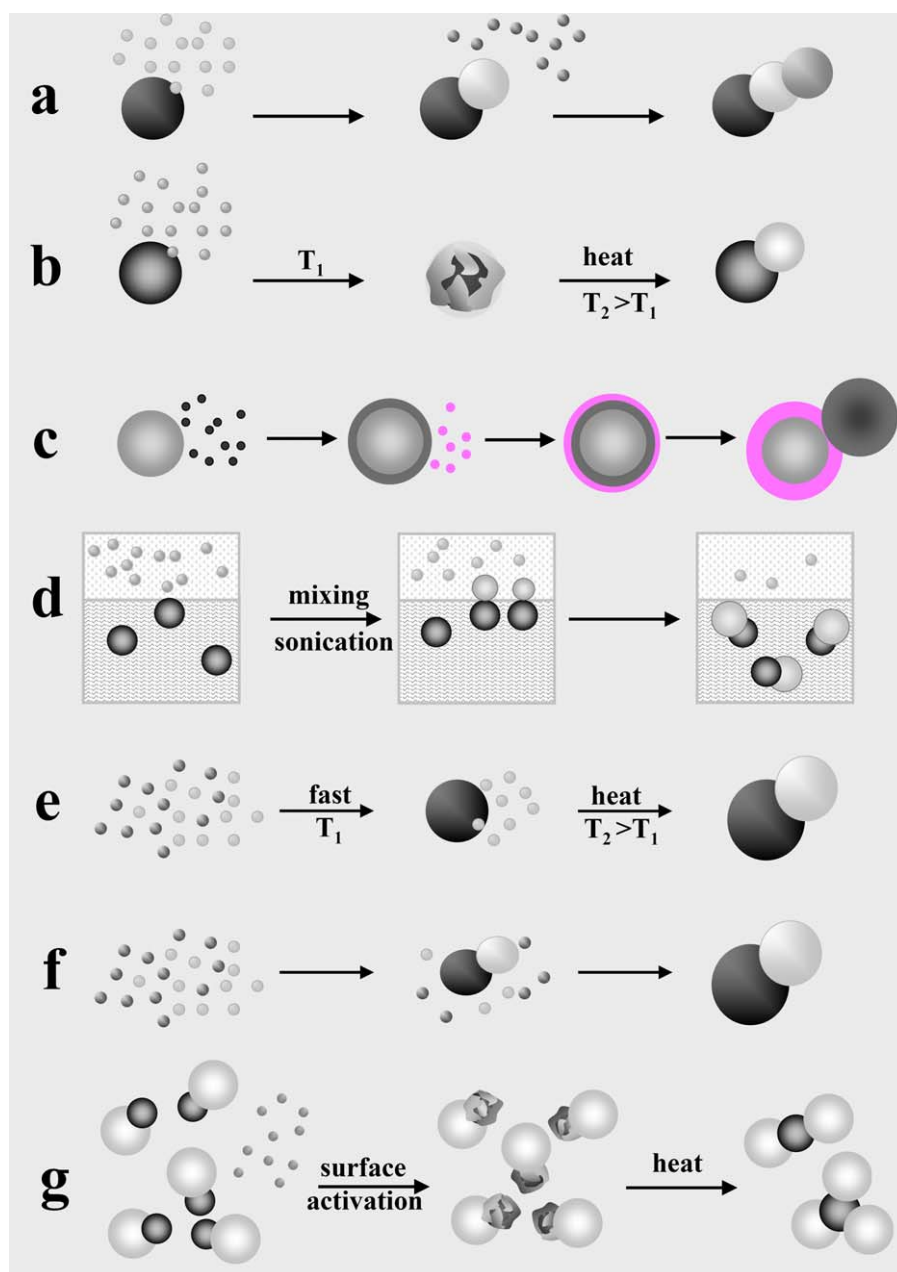 a
b
T1
heat
T2 >T1
c
d
mixing
sonication
e
fast
T1
heat
T2 >T1
f
g
surface
activation
heat